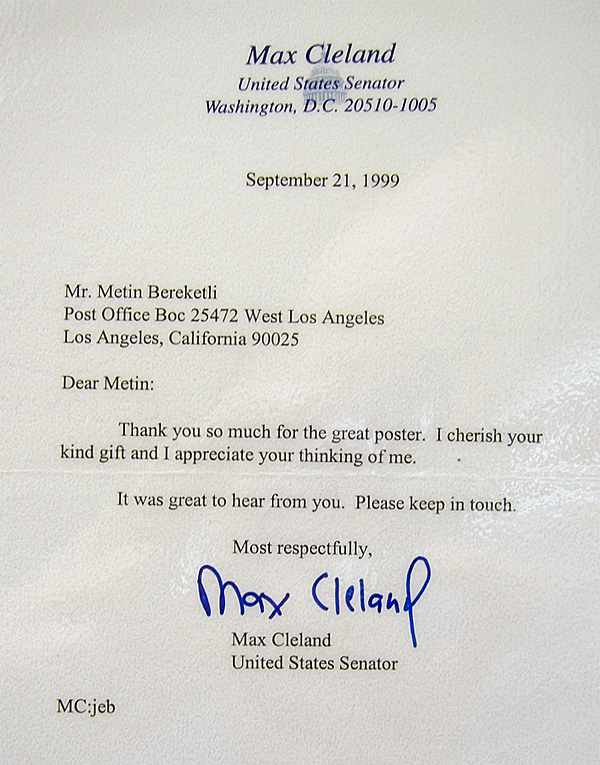 Max Cleland
United States Senator
Washington, D.C. 20510-1005
September 21, 1999
Mr. Metin Bereketli
Post Office Boc 25472 West Los Angeles
Los Angeles, California 90025
Dear Metin:
Thank you so much for the great poster. I cherish your
kind gift and I appreciate your thinking of me.
It was great to hear from you. Please keep in touch.
Most respectfully,
Max Cleland
Max Cleland
United States Senator
MC:jeb